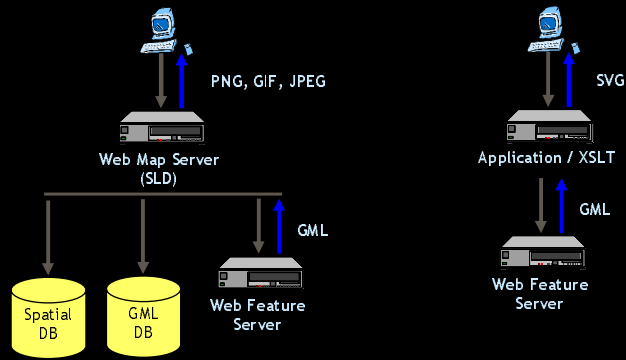 PNG, GIF, JPEG
Web Map Server
(SLD)
GML
Spatial
DB
GML
DB
Web Feature
Server
SVG
Application / XSLT
GML
Web Feature
Server